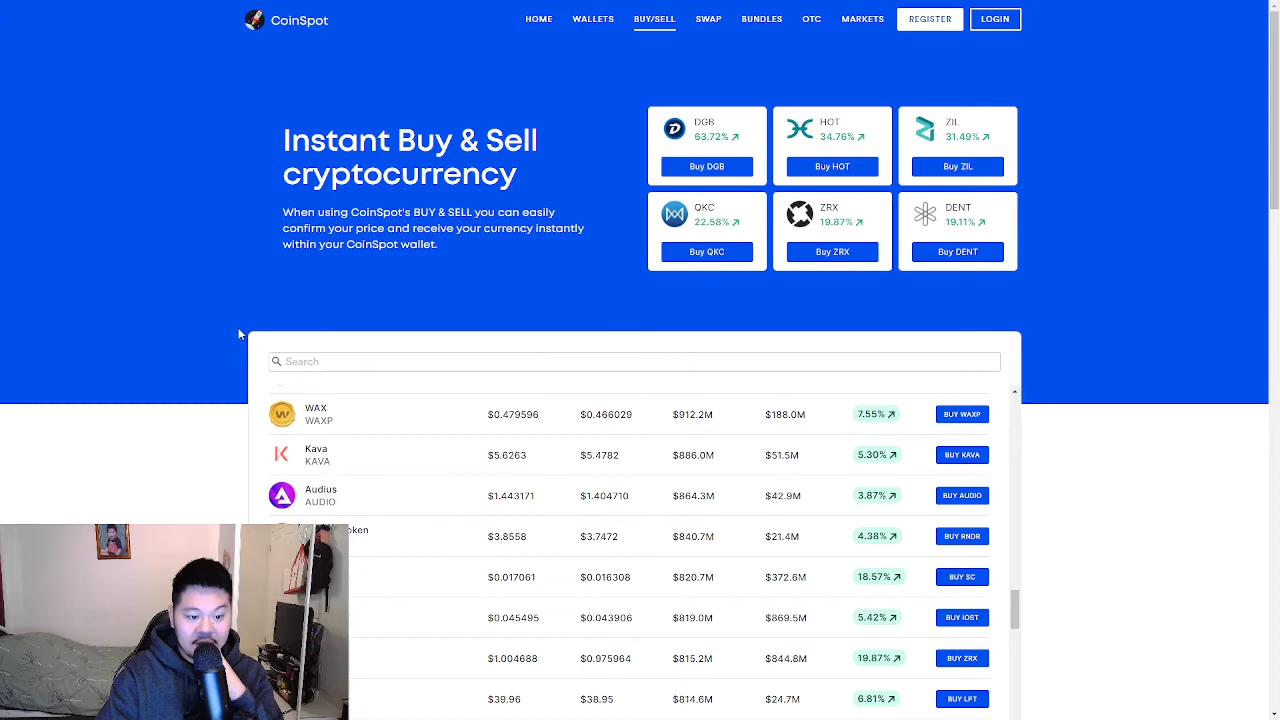 CoinSpot
HOME WALLETS BUY/SELL SWAP BUNDLES OTC MARKETS REGISTER LOGIN
Instant Buy & Sell
cryptocurrency
When using CoinSpot's BUY & SELL you can easily
confirm your price and receive your currency instantly
within your CoinSpot wallet.
DGB
63.72%
Buy DGB
HOT
34.76%
Buy HOT
ZIL
31.49%
Buy ZIL
QKC
22.58%
Buy QKC
ZRX
19.87%
Buy ZRX
DENT
19.11%
Buy DENT
Search
WAX
WAXP
$0.479596 $0.466029 $912.2M $188.0M 7.55% BUY WAXP
Kava
KAVA
$5.6263 $5.4782 $886.0M $51.5M 5.30% BUY KAVA
Audius
AUDIO
$1.443171 $1.404710 $864.3M $42.9M 3.87% BUY AUDIO
oken
$3.8558 $3.7472 $840.7M $21.4M 4.38% BUY RNDR
$0.017061 $0.016308 $820.7M $372.6M 18.57% BUY SC
$0.045495 $0.043906 $819.0M $869.5M 5.42% BUY IOST
$1.004688 $0.975964 $815.2M $844.8M 19.87% BUY ZRX
$39.96 $38.95 $814.6M $24.7M 6.81% BUY LPT